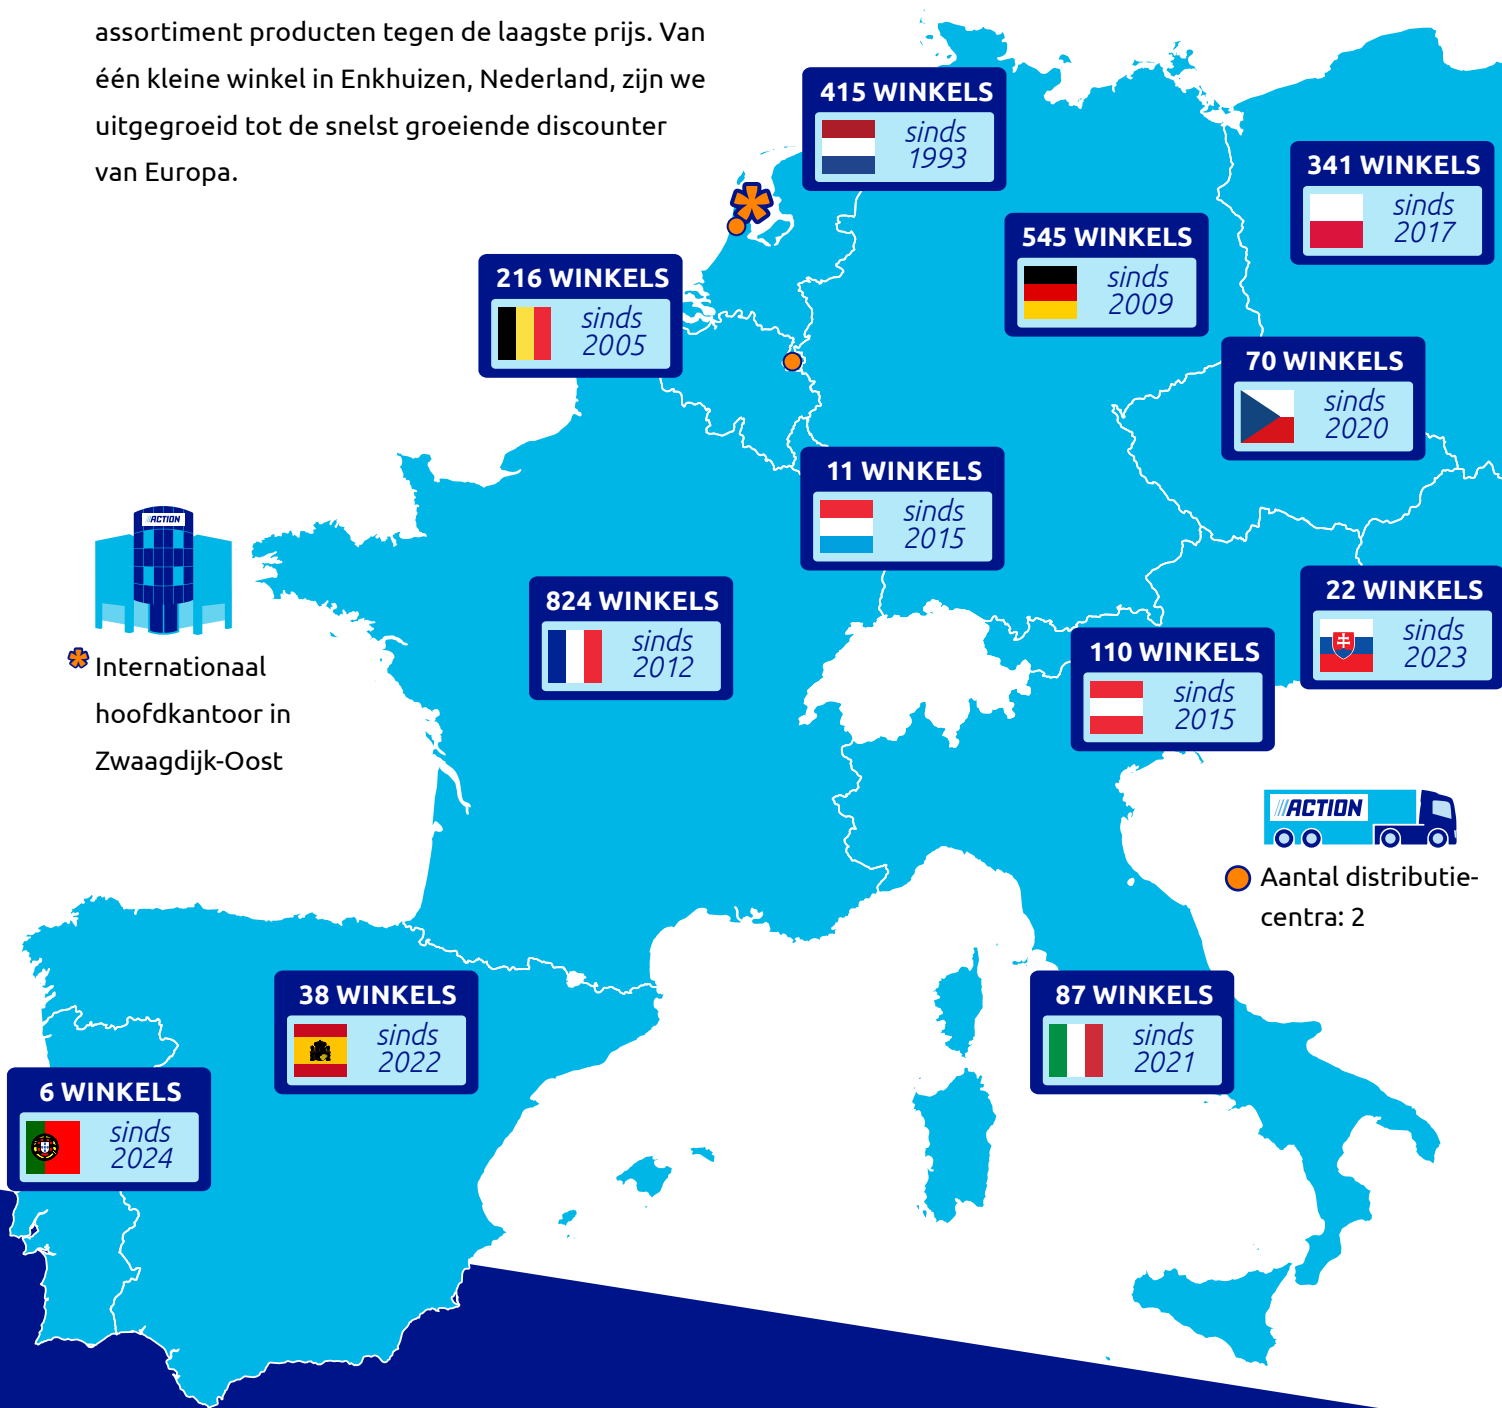 assortiment producten tegen de laagste prijs. Van
één kleine winkel in Enkhuizen, Nederland, zijn we
uitgegroeid tot de snelst groeiende discounter
van Europa.
415 WINKELS
sinds
1993
341 WINKELS
sinds
2017
545 WINKELS
sinds
2009
216 WINKELS
sinds
2005
70 WINKELS
sinds
2020
11 WINKELS
sinds
2015
ACTION
Internationaal
hoofdkantoor in
Zwaagdijk-Oost
824 WINKELS
sinds
2012
22 WINKELS
sinds
2023
110 WINKELS
sinds
2015
ACTION
Aantal distributie-
centra: 2
38 WINKELS
sinds
2022
87 WINKELS
sinds
2021
6 WINKELS
sinds
2024